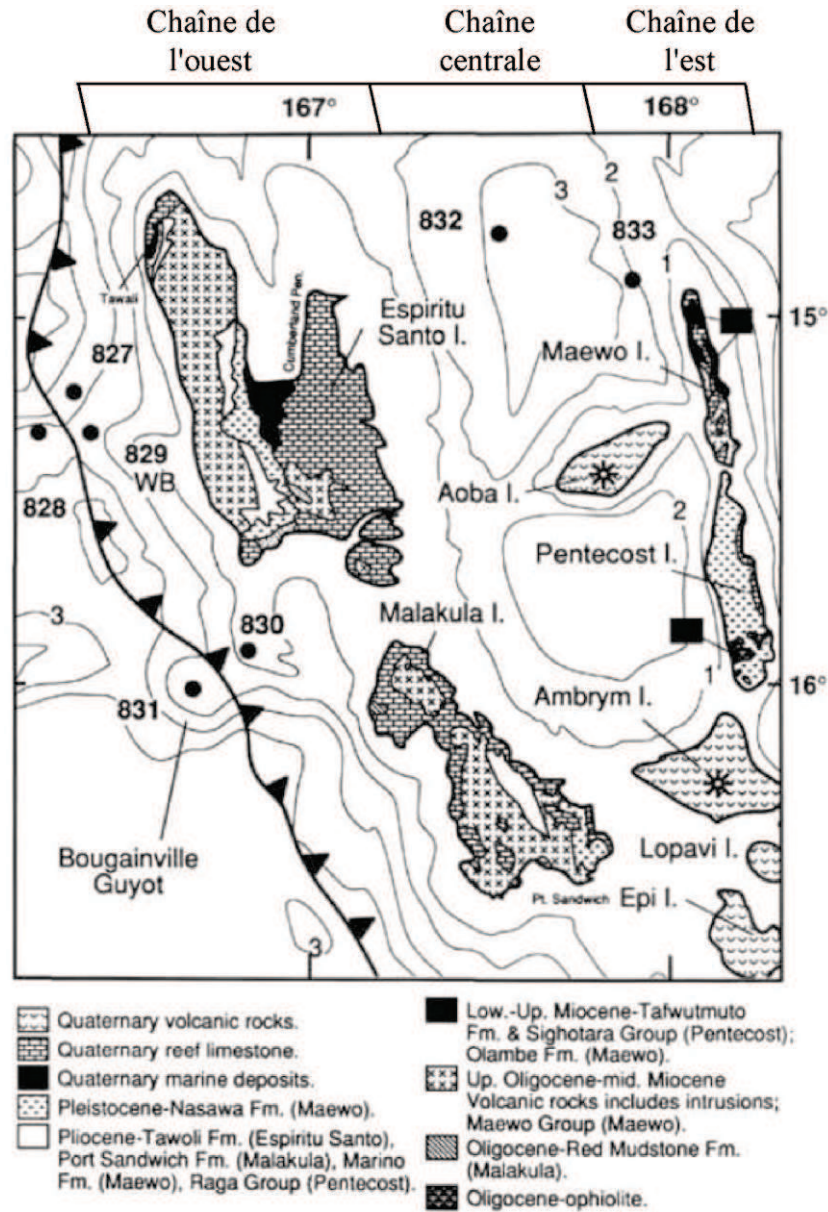 Chaîne de
l'ouest
Chaîne
centrale
Chaîne de
l'est
167°
168°
3
2
832
833
1
Tawali
Cumberland Pen.
Espiritu
Santo I.
15°
Maewo I.
827
829
WB
Aoba I.
828
2
Pentecost I.
3
830
Malakula I.
1
16°
831
Ambrym I.
Bougainville
Guyot
Lopavi I.
Pt. Sandwich
Epi I.
3
Quaternary volcanic rocks.
Quaternary reef limestone.
Quaternary marine deposits.
Pleistocene-Nasawa Fm. (Maewo).
Pliocene-Tawoli Fm. (Espiritu Santo),
Port Sandwich Fm. (Malakula), Marino
Fm. (Maewo), Raga Group (Pentecost).
Low.-Up. Miocene-Tafwutmuto
Fm. & Sighotara Group (Pentecost);
Olambe Fm. (Maewo).
Up. Oligocene-mid. Miocene
Volcanic rocks includes intrusions;
Maewo Group (Maewo).
Oligocene-Red Mudstone Fm.
(Malakula).
Oligocene-ophiolite.